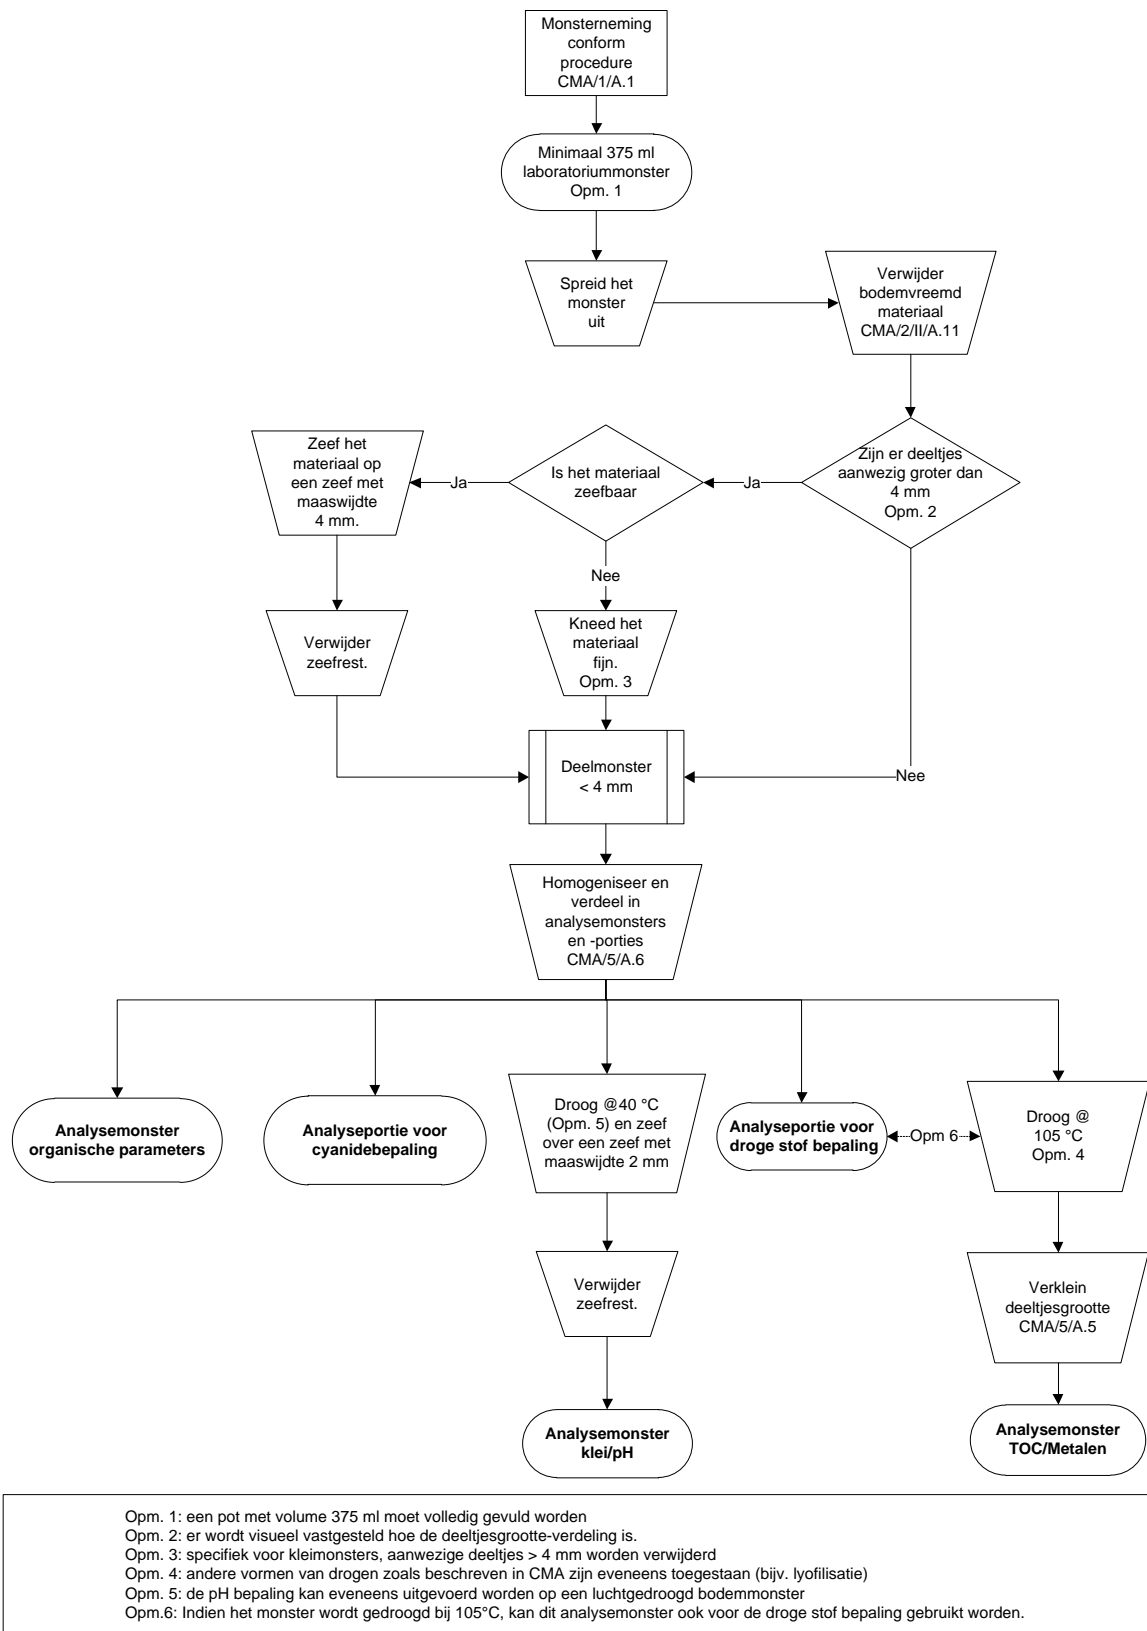 Monsterneming
conform
procedure
CMA/1/A.1
Minimaal 375 ml
laboratoriummonster
Opm. 1
Spreid het
monster
uit
Verwijder
bodemvreemd
materiaal
CMA/2/II/A.11
Zijn er deeltjes
aanwezig groter dan
4 mm
Opm. 2
Ja
Is het materiaal
zeefbaar
Ja
Zeef het
materiaal op
een zeef met
maaswijdte
4 mm.
Nee
Verwijder
zeefrest.
Kneed het
materiaal
fijn.
Opm. 3
Deelmonster
< 4 mm
Nee
Homogeniseer en
verdeel in
analysemonsters
en -porties
CMA/5/A.6
Analysemonster
organische parameters
Analyseportie voor
cyanidebepaling
Droog @40 °C
(Opm. 5) en zeef
over een zeef met
maaswijdte 2 mm
Analyseportie voor
droge stof bepaling
Opm 6
Droog @
105 °C
Opm. 4
Verwijder
zeefrest.
Verklein
deeltjesgrootte
CMA/5/A.5
Analysemonster
klei/pH
Analysemonster
TOC/Metalen
Opm. 1: een pot met volume 375 ml moet volledig gevuld worden
Opm. 2: er wordt visueel vastgesteld hoe de deeltjesgrootte-verdeling is.
Opm. 3: specifiek voor kleimonsters, aanwezige deeltjes > 4 mm worden verwijderd
Opm. 4: andere vormen van drogen zoals beschreven in CMA zijn eveneens toegestaan (bijv. lyofilisatie)
Opm. 5: de pH bepaling kan eveneens uitgevoerd worden op een luchtgedroogd bodemmonster
Opm.6: Indien het monster wordt gedroogd bij 105°C, kan dit analysemonster ook voor de droge stof bepaling gebruikt worden.